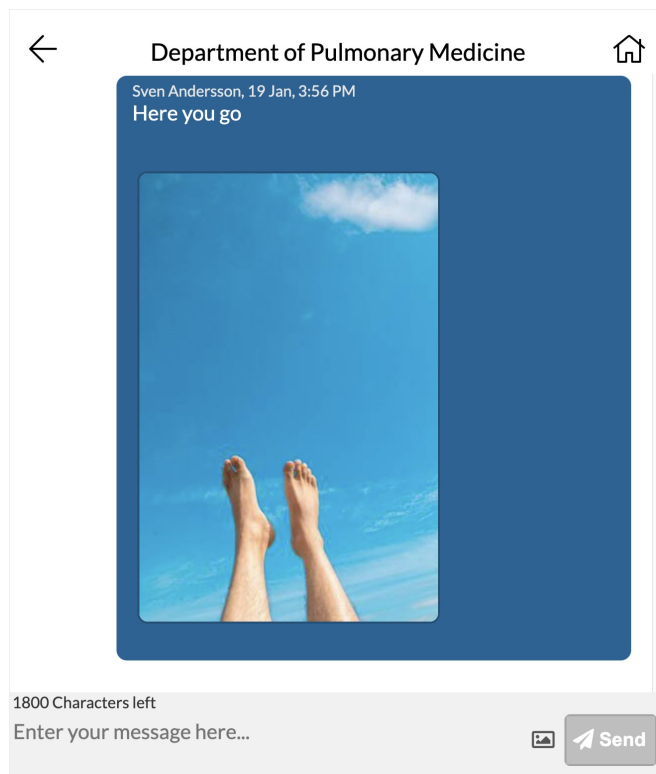 Department of Pulmonary Medicine
Sven Andersson, 19 Jan, 3:56 PM
Here you go
1800 Characters left
Enter your message here...
Send